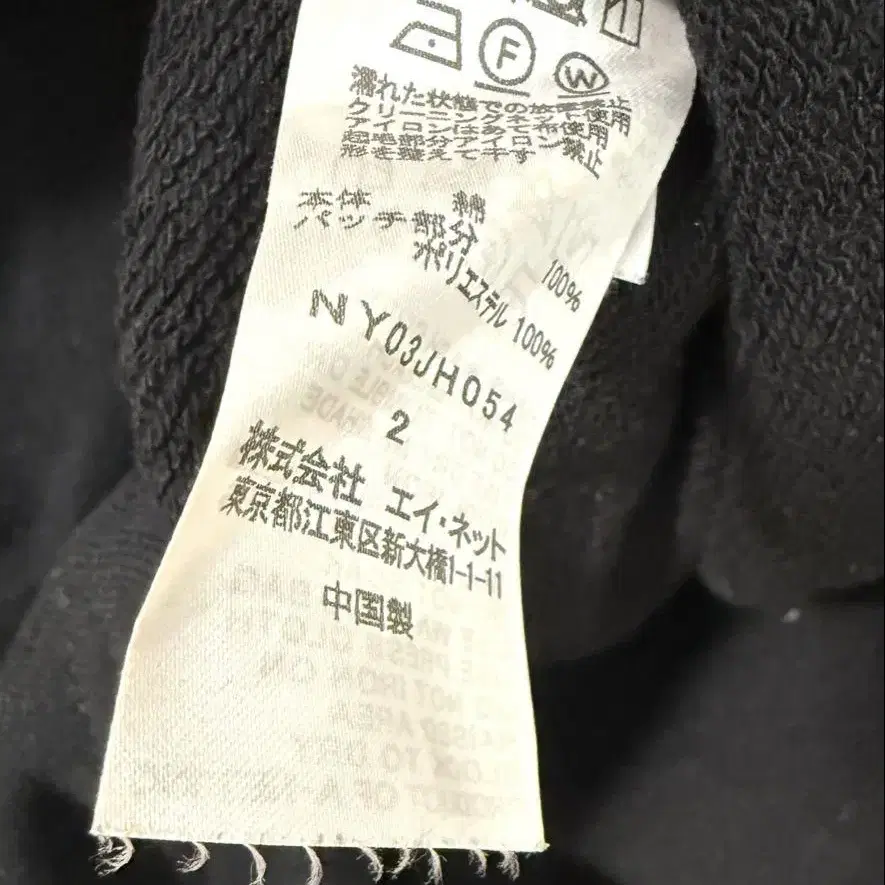 F W
濡れた状態での放置禁止
クリーニングネット使用
アイロンはあて布使用
起毛部分アイロン禁止
形を整えて干す
本体 綿 100%
パッチ部分
ポリエステル 100%
NY03JH054
2
株式会社 エイ・ネット
東京都江東区新大橋1-1-11
中国製